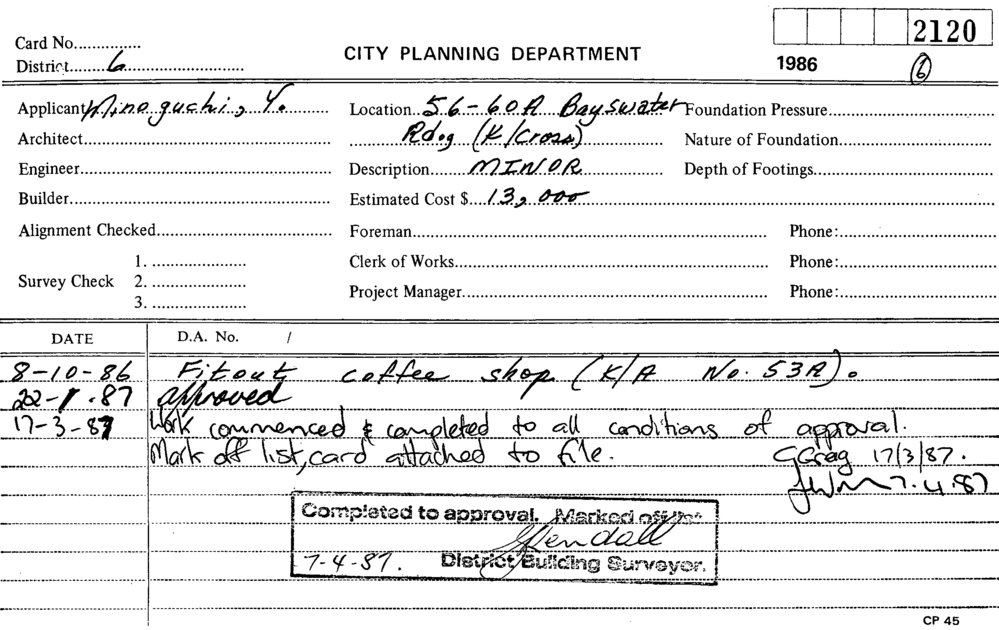 2120
Card No...............
District......6..................... CITY PLANNING DEPARTMENT 1986 (6)
Applicant Minoguchi, Y. Location 56-60A Bayswater Foundation Pressure
Architect Rd., (K/Cross) Nature of Foundation
Engineer Description MINOR Depth of Footings
Builder Estimated Cost $ 13,000
Alignment Checked Foreman Phone:
1. Clerk of Works Phone:
Survey Check 2.
Project Manager Phone:
3.
DATE D.A. No. /
8-10-86 Fitout coffee shop (K/A No. 53A).
22-1-87 approved
17-3-87 Work commenced & completed to all conditions of approval.
Mark off list, card attached to file. 17/3/87.
7.4.87
Completed to approval. Marked off
7-4-87. District Building Surveyor.
CP 45